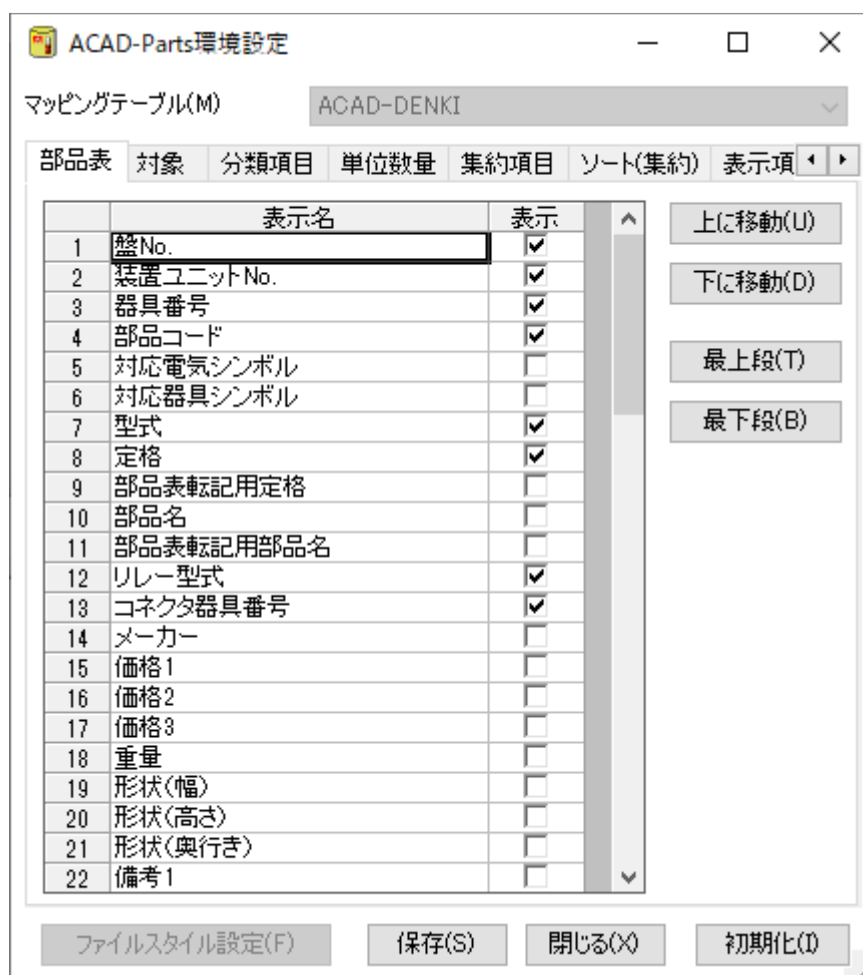 ACAD-Parts環境設定
マッピングテーブル(M) ACAD-DENKI
部品表 対象 分類項目 単位数量 集約項目 ソート(集約) 表示項
表示名 表示
1 盤No.
2 装置ユニットNo.
3 器具番号
4 部品コード
5 対応電気シンボル
6 対応器具シンボル
7 型式
8 定格
9 部品表転記用定格
10 部品名
11 部品表転記用部品名
12 リレー型式
13 コネクタ器具番号
14 メーカー
15 価格1
16 価格2
17 価格3
18 重量
19 形状(幅)
20 形状(高さ)
21 形状(奥行き)
22 備考1
上に移動(U)
下に移動(D)
最上段(T)
最下段(B)
ファイルスタイル設定(F) 保存(S) 閉じる(X) 初期化(I)